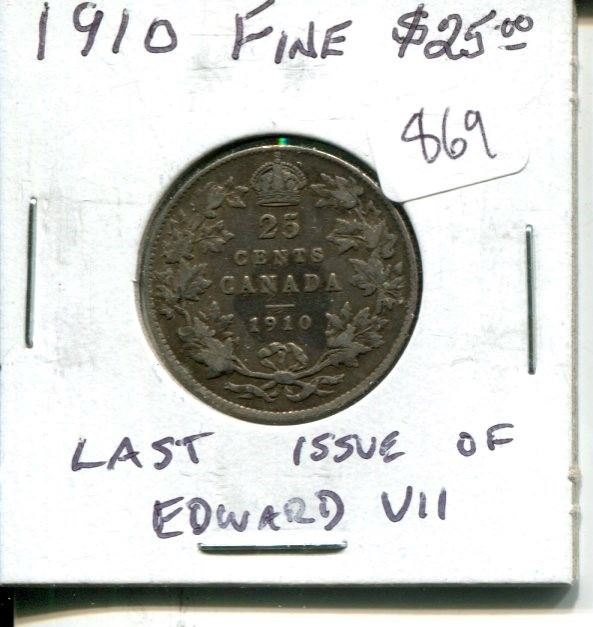 1910 FINE $25.00
869
25
CENTS
CANADA
1910
LAST ISSUE OF
EDWARD VII